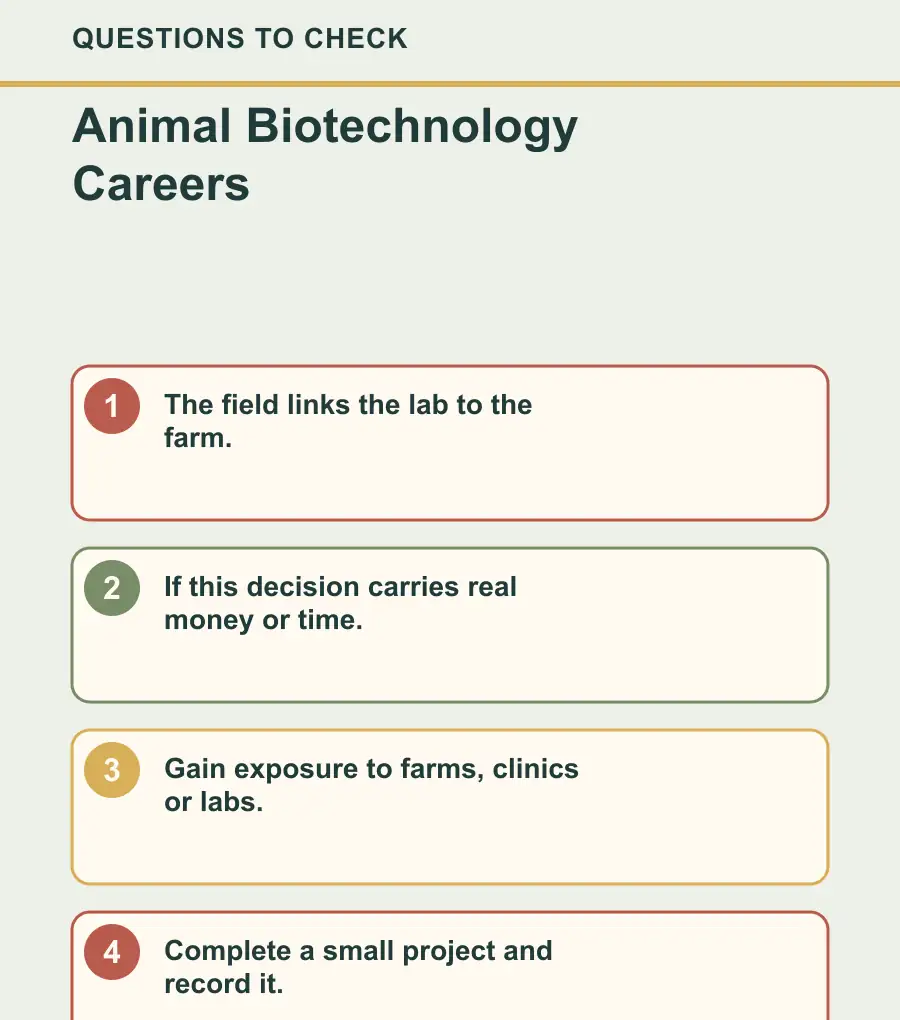 QUESTIONS TO CHECK
Animal Biotechnology
Careers
1
The field links the lab to the
farm.
2
If this decision carries real
money or time.
3
Gain exposure to farms, clinics
or labs.
4
Complete a small project and
record it.